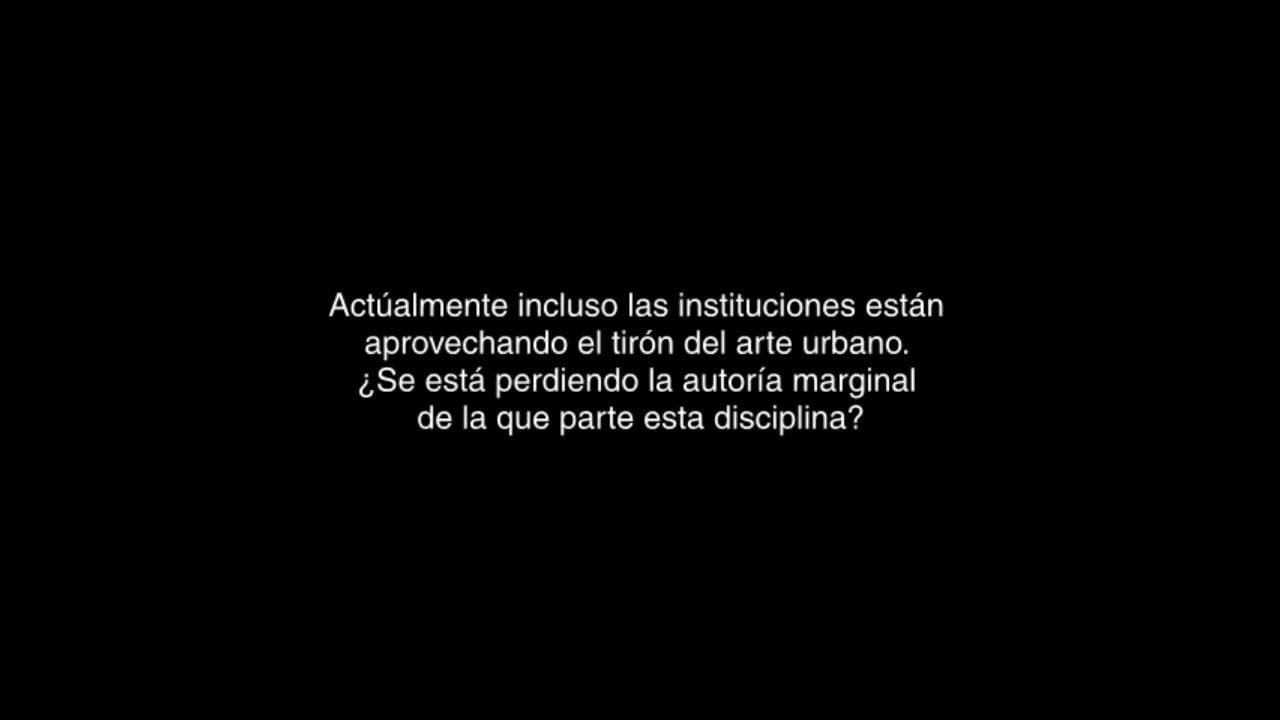 Actúalmente incluso las instituciones están
aprovechando el tirón del arte urbano.
¿Se está perdiendo la autoría marginal
de la que parte esta disciplina?